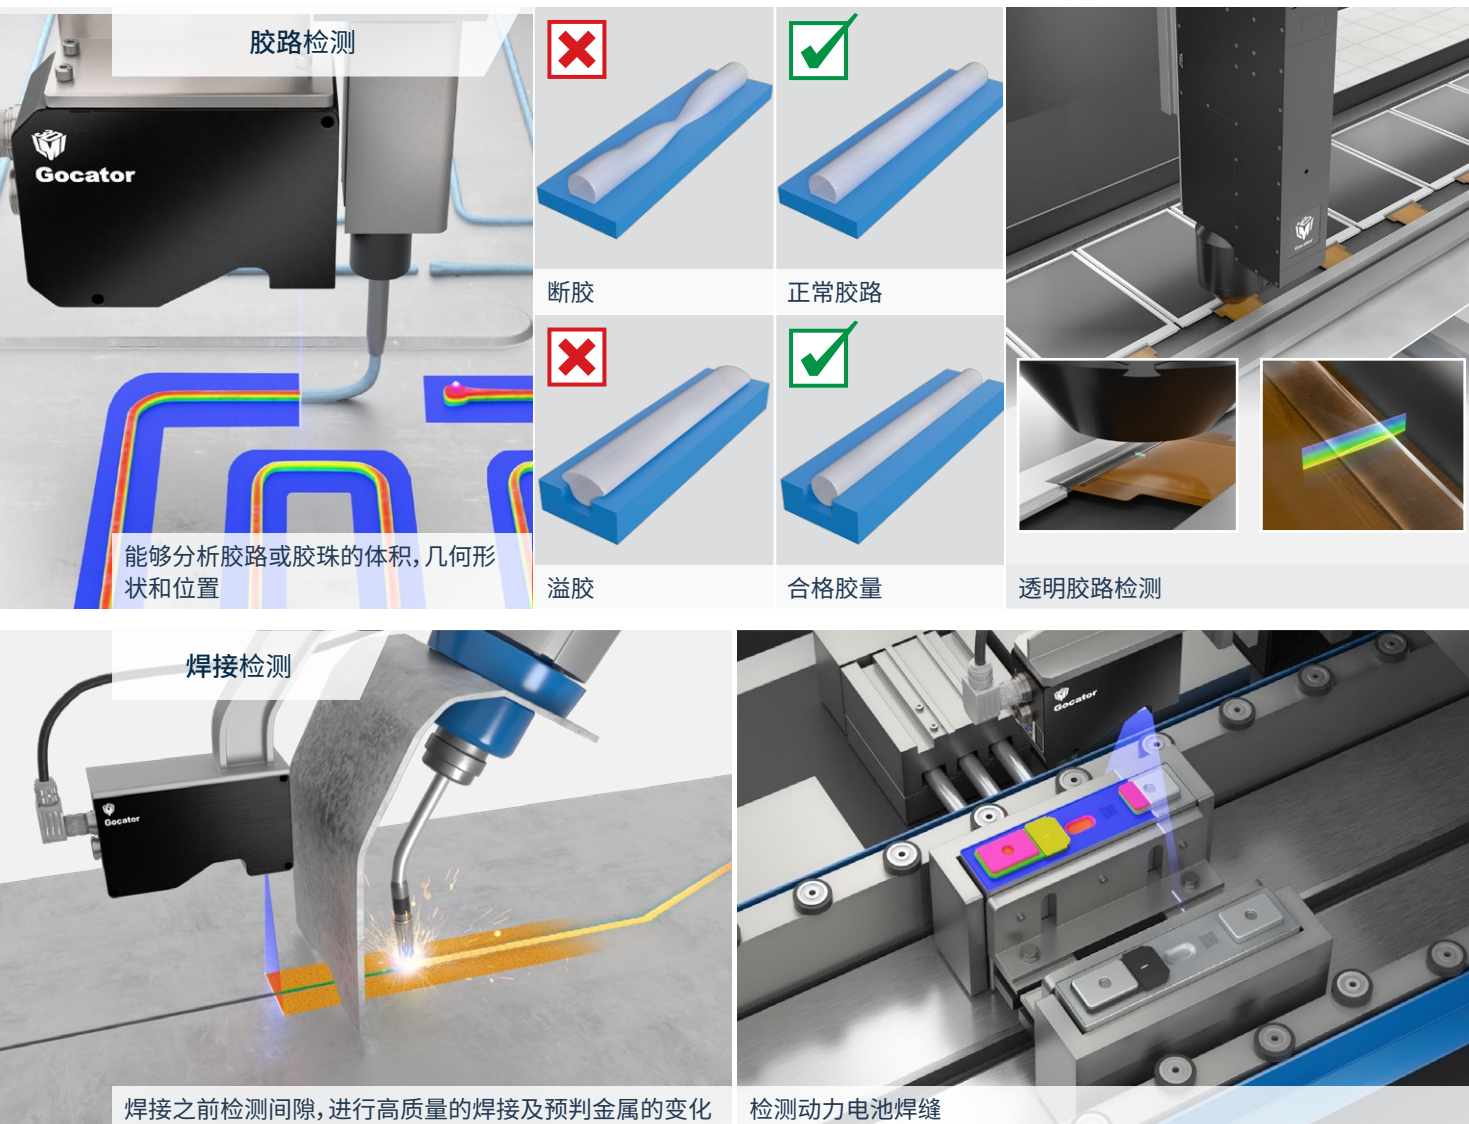 胶路检测
Gocator
能够分析胶路或胶珠的体积，几何形
状和位置
断胶
正常胶路
溢胶
合格胶量
Gocator
透明胶路检测
焊接检测
Gocator
焊接之前检测间隙，进行高质量的焊接及预判金属的变化
Gocator
检测动力电池焊缝